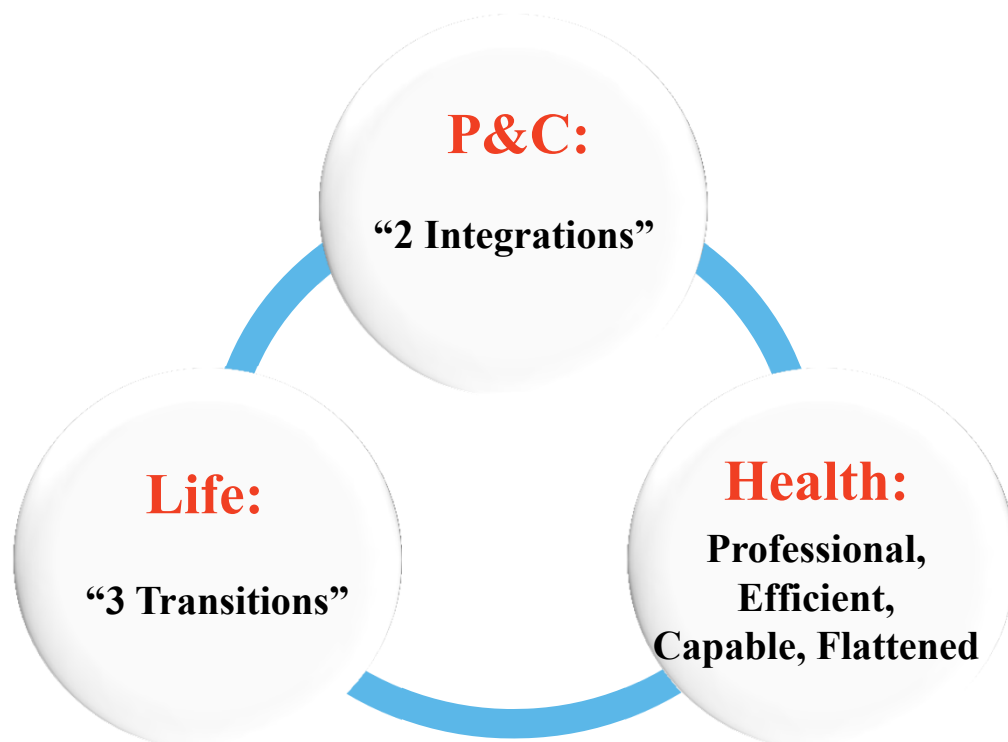 P&C:
“2 Integrations”
Life:
“3 Transitions”
Health:
Professional,
Efficient,
Capable, Flattened